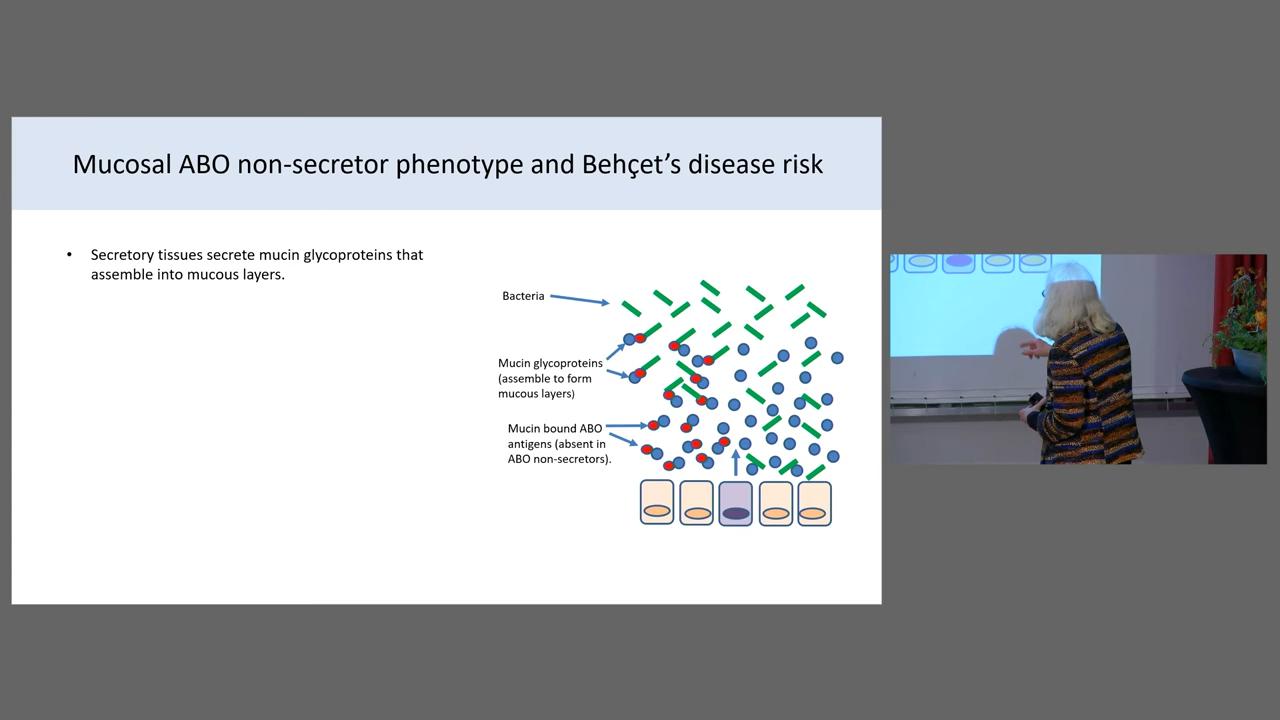 Mucosal ABO non-secretor phenotype and Behçet’s disease risk
• Secretory tissues secrete mucin glycoproteins that
assemble into mucous layers.
Bacteria
Mucin glycoproteins
(assemble to form
mucous layers)
Mucin bound ABO
antigens (absent in
ABO non-secretors).